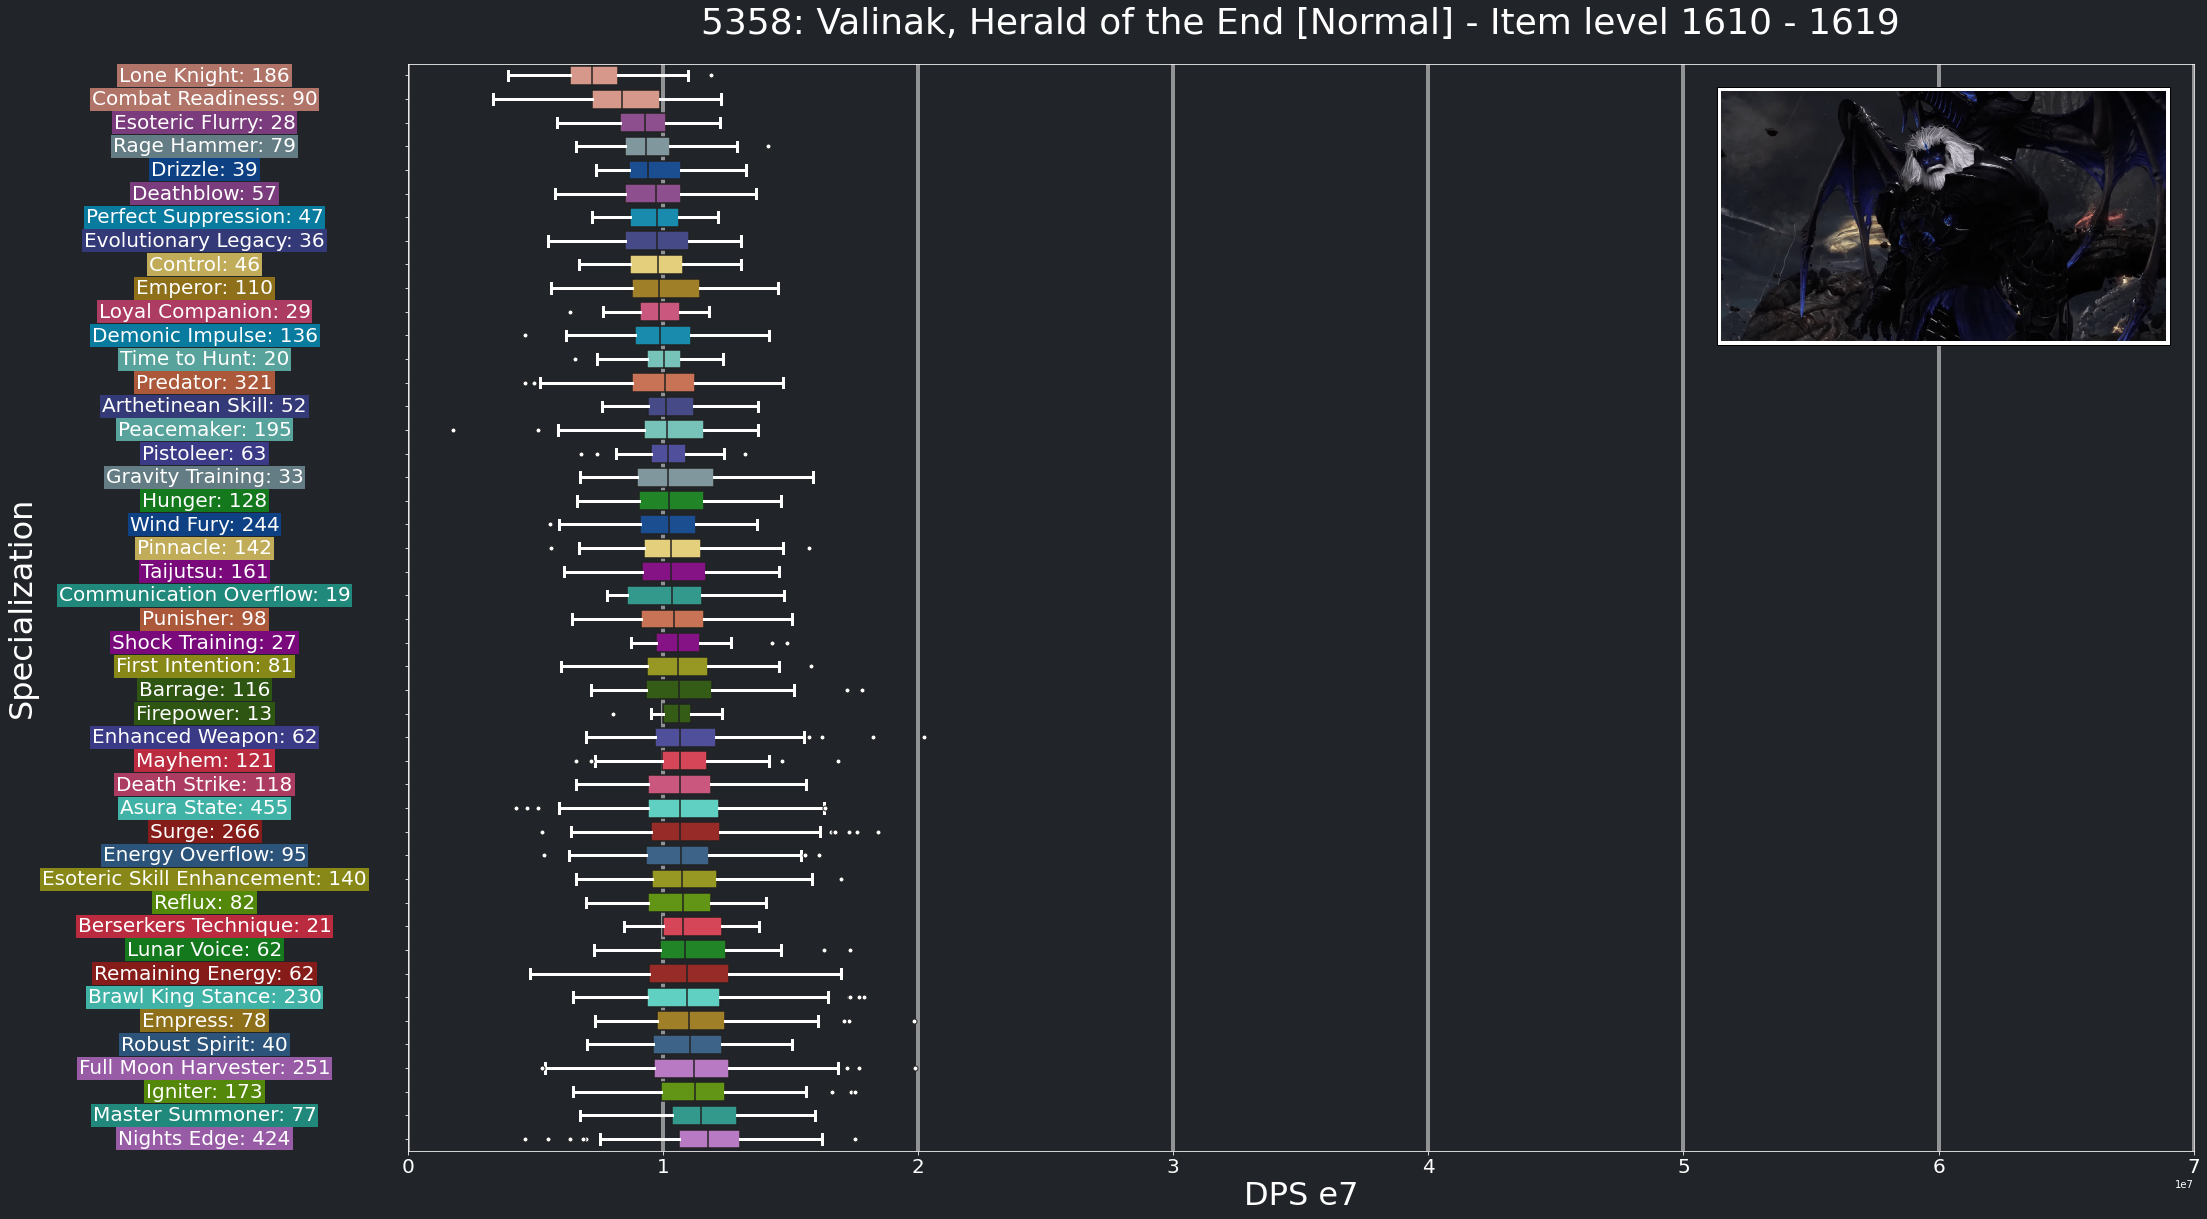 5358: Valinak, Herald of the End [Normal] - Item level 1610 - 1619
Lone Knight: 186
Combat Readiness: 90
Esoteric Flurry: 28
Rage Hammer: 79
Drizzle: 39
Deathblow: 57
Perfect Suppression: 47
Evolutionary Legacy: 36
Control: 46
Emperor: 110
Loyal Companion: 29
Demonic Impulse: 136
Time to Hunt: 20
Predator: 321
Arthetinean Skill: 52
Peacemaker: 195
Pistoleer: 63
Gravity Training: 33
Hunger: 128
Wind Fury: 244
Pinnacle: 142
Taijutsu: 161
Communication Overflow: 19
Punisher: 98
Shock Training: 27
First Intention: 81
Barrage: 116
Firepower: 13
Enhanced Weapon: 62
Mayhem: 121
Death Strike: 118
Asura State: 455
Surge: 266
Energy Overflow: 95
Esoteric Skill Enhancement: 140
Reflux: 82
Berserkers Technique: 21
Lunar Voice: 62
Remaining Energy: 62
Brawl King Stance: 230
Empress: 78
Robust Spirit: 40
Full Moon Harvester: 251
Igniter: 173
Master Summoner: 77
Nights Edge: 424
Specialization
0 1 2 3 4 5 6 7
1e7
DPS e7